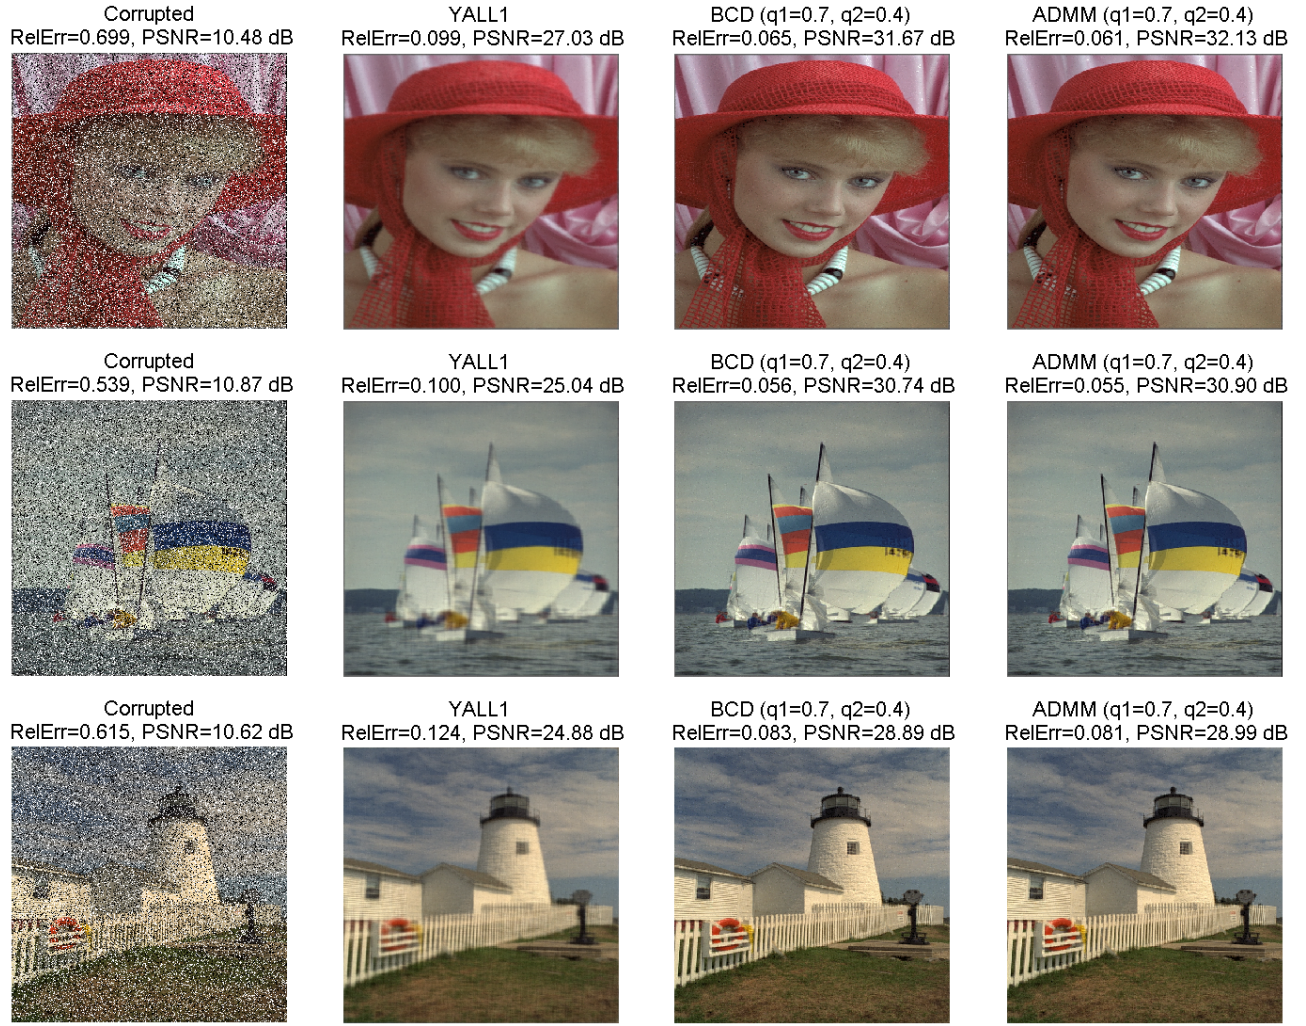 Corrupted
RelErr=0.699, PSNR=10.48 dB
YALL1
RelErr=0.099, PSNR=27.03 dB
BCD (q1=0.7, q2=0.4)
RelErr=0.065, PSNR=31.67 dB
ADMM (q1=0.7, q2=0.4)
RelErr=0.061, PSNR=32.13 dB
Corrupted
RelErr=0.539, PSNR=10.87 dB
YALL1
RelErr=0.100, PSNR=25.04 dB
BCD (q1=0.7, q2=0.4)
RelErr=0.056, PSNR=30.74 dB
ADMM (q1=0.7, q2=0.4)
RelErr=0.055, PSNR=30.90 dB
Corrupted
RelErr=0.615, PSNR=10.62 dB
YALL1
RelErr=0.124, PSNR=24.88 dB
BCD (q1=0.7, q2=0.4)
RelErr=0.083, PSNR=28.89 dB
ADMM (q1=0.7, q2=0.4)
RelErr=0.081, PSNR=28.99 dB